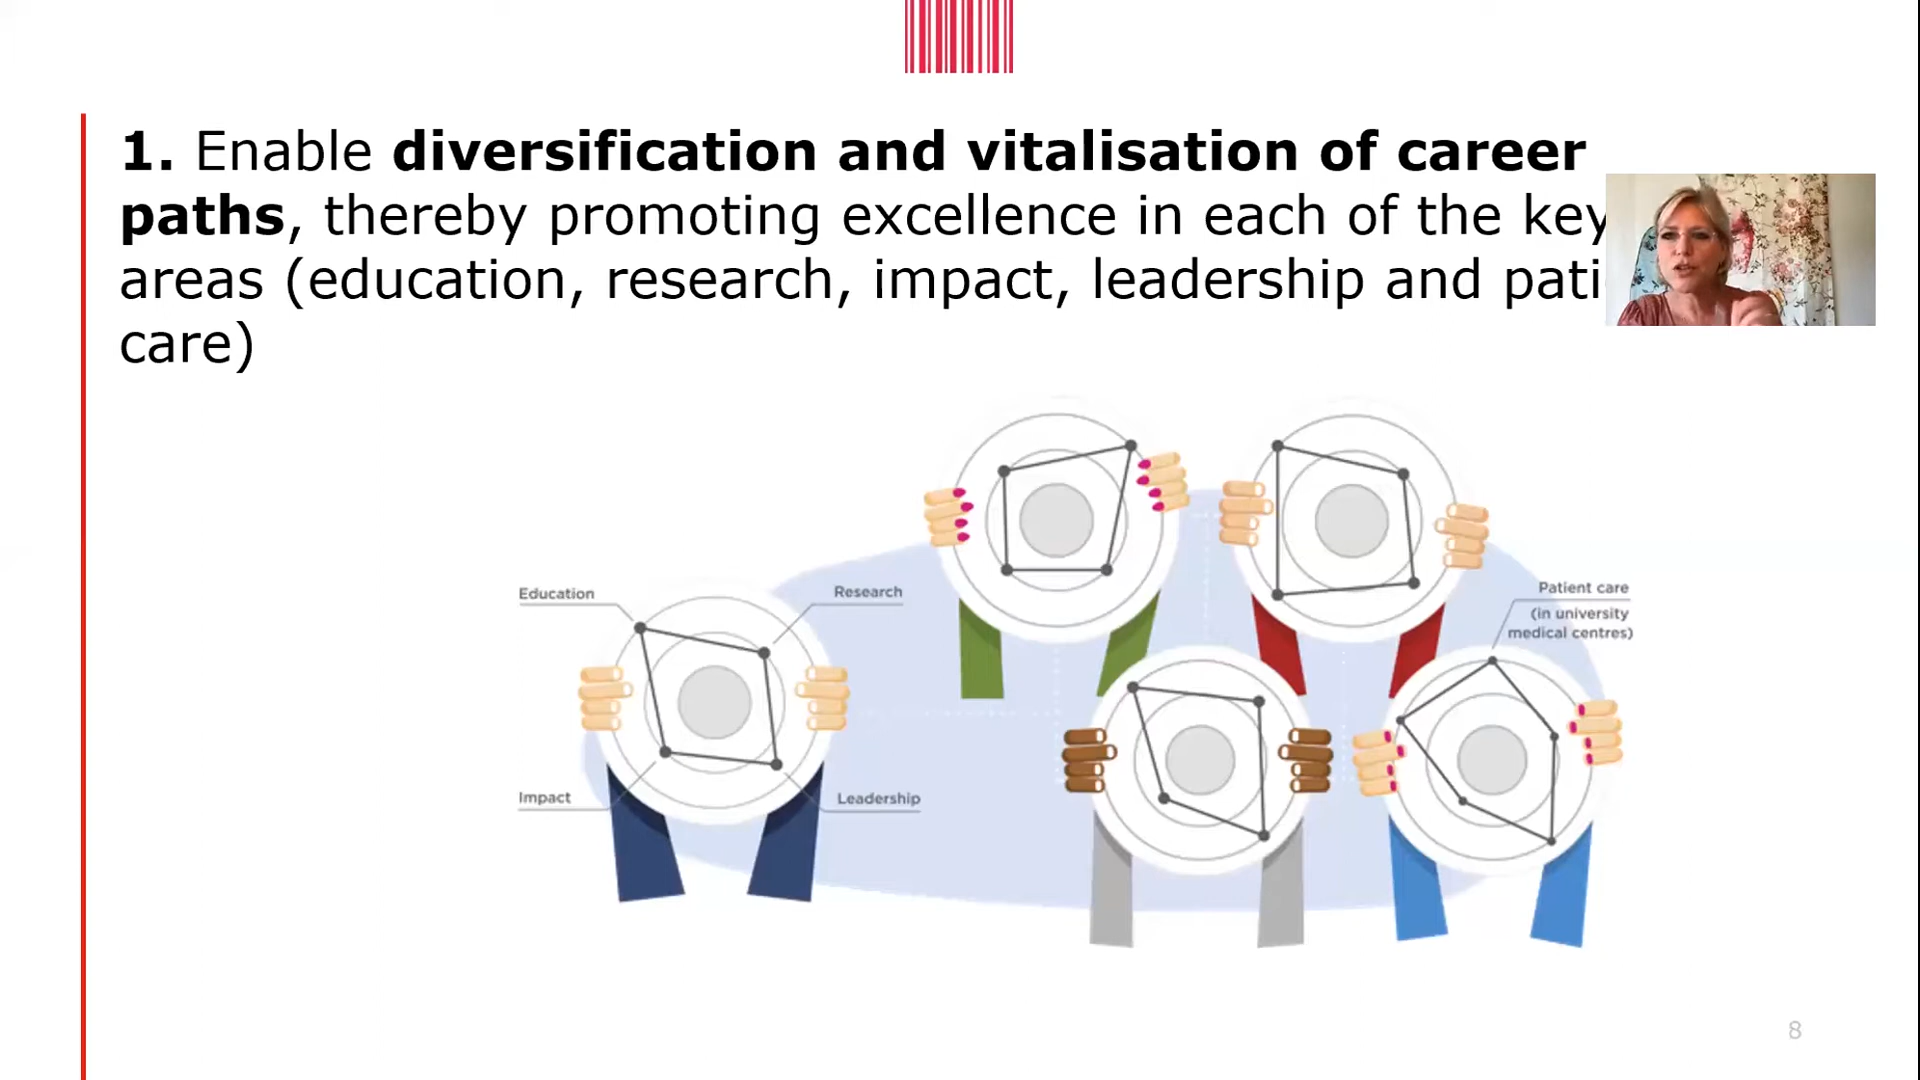 1. Enable diversification and vitalisation of career
paths, thereby promoting excellence in each of the key
areas (education, research, impact, leadership and
care)
Education
Research
Impact
Leadership
Patient care
(in university
medical centres)
8